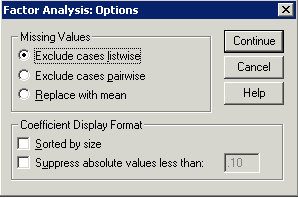 Factor Analysis: Options
Missing Values
Exclude cases listwise
Exclude cases pairwise
Replace with mean
Continue
Cancel
Help
Coefficient Display Format
Sorted by size
Suppress absolute values less than: .10